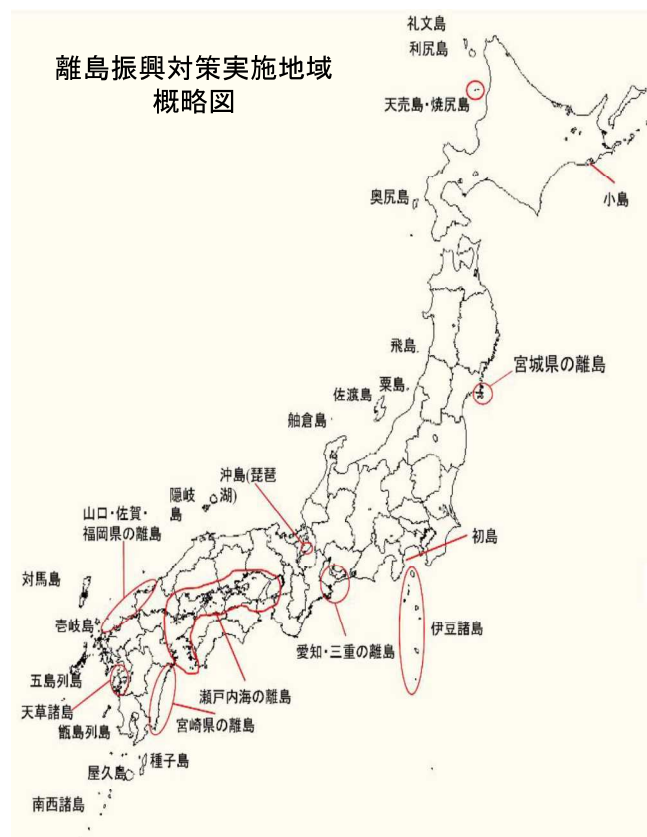 離島振興対策実施地域
概略図
礼文島
利尻島
天売島・焼尻島
小島
奥尻島
飛島
宮城県の離島
粟島
佐渡島
舳倉島
沖島(琵琶
湖)
隠岐
島
山口・佐賀・
福岡県の離島
初島
対馬島
壱岐島
伊豆諸島
愛知・三重の離島
五島列島
瀬戸内海の離島
天草諸島
宮崎県の離島
甑島列島
種子島
屋久島
南西諸島